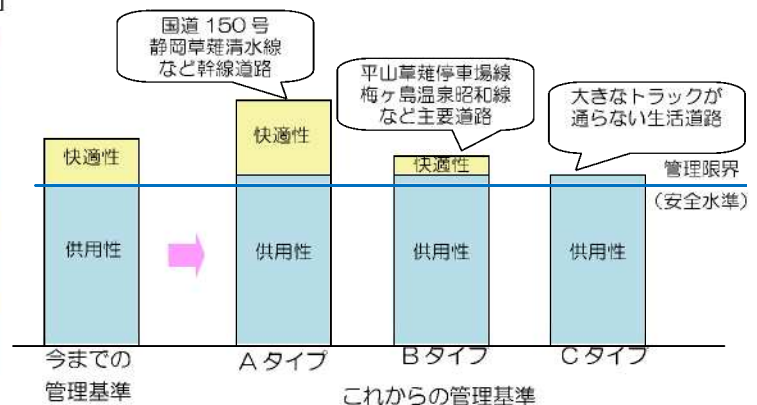 国道150号
静岡草薙清水線
など幹線道路
平山草薙停車場線
梅ヶ島温泉昭和線
など主要道路
大きなトラックが
通らない生活道路
快適性
快適性
快適性
管理限界
(安全水準)
供用性
供用性
供用性
供用性
今までの
管理基準
Aタイプ
Bタイプ
Cタイプ
これからの管理基準